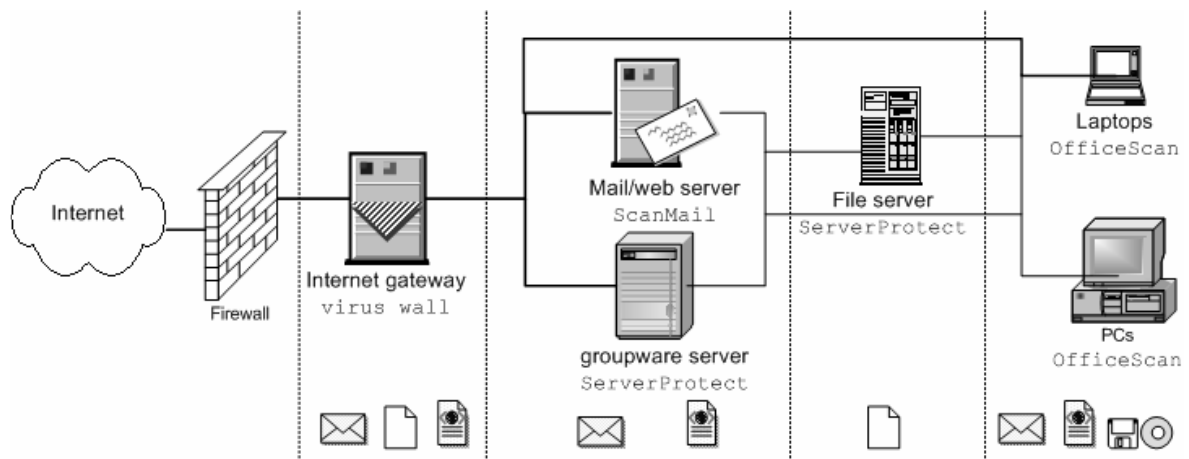 Internet
Firewall
Internet gateway
virus wall
Mail/web server
ScanMail
groupware server
ServerProtect
File server
ServerProtect
Laptops
OfficeScan
PCs
OfficeScan